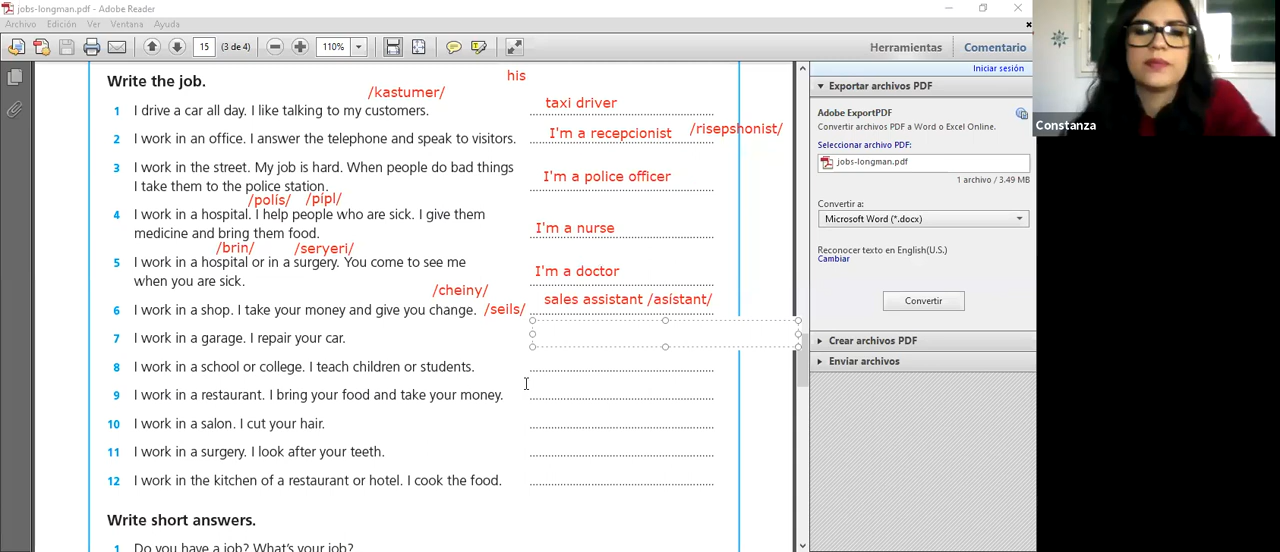 jobs-longman.pdf - Adobe Reader
Archivo Edición Ver Ventana Ayuda
15 (3 de 4) 110% Herramientas Comentario
Iniciar sesión
Exportar archivos PDF
Adobe ExportPDF
Convertir archivos PDF a Word o Excel Online.
Seleccionar archivo PDF:
jobs-longman.pdf
1 archivo / 3.49 MB
Convertir a:
Microsoft Word (*.docx)
Reconocer texto en English(U.S.)
Cambiar
Convertir
Crear archivos PDF
Enviar archivos
Constanza
Write the job.
his
/kastumer/
1 I drive a car all day. I like talking to my customers. taxi driver
2 I work in an office. I answer the telephone and speak to visitors. I'm a recepcionist /risepshonist/
3 I work in the street. My job is hard. When people do bad things
I take them to the police station. I'm a police officer
/polís/ /pípl/
4 I work in a hospital. I help people who are sick. I give them
medicine and bring them food. I'm a nurse
/brin/ /seryeri/
5 I work in a hospital or in a surgery. You come to see me
when you are sick. I'm a doctor
/cheiny/
6 I work in a shop. I take your money and give you change. /seils/ sales assistant /asístant/
7 I work in a garage. I repair your car.
8 I work in a school or college. I teach children or students.
9 I work in a restaurant. I bring your food and take your money.
10 I work in a salon. I cut your hair.
11 I work in a surgery. I look after your teeth.
12 I work in the kitchen of a restaurant or hotel. I cook the food.
Write short answers.
1 Do you have a job? What's your job?